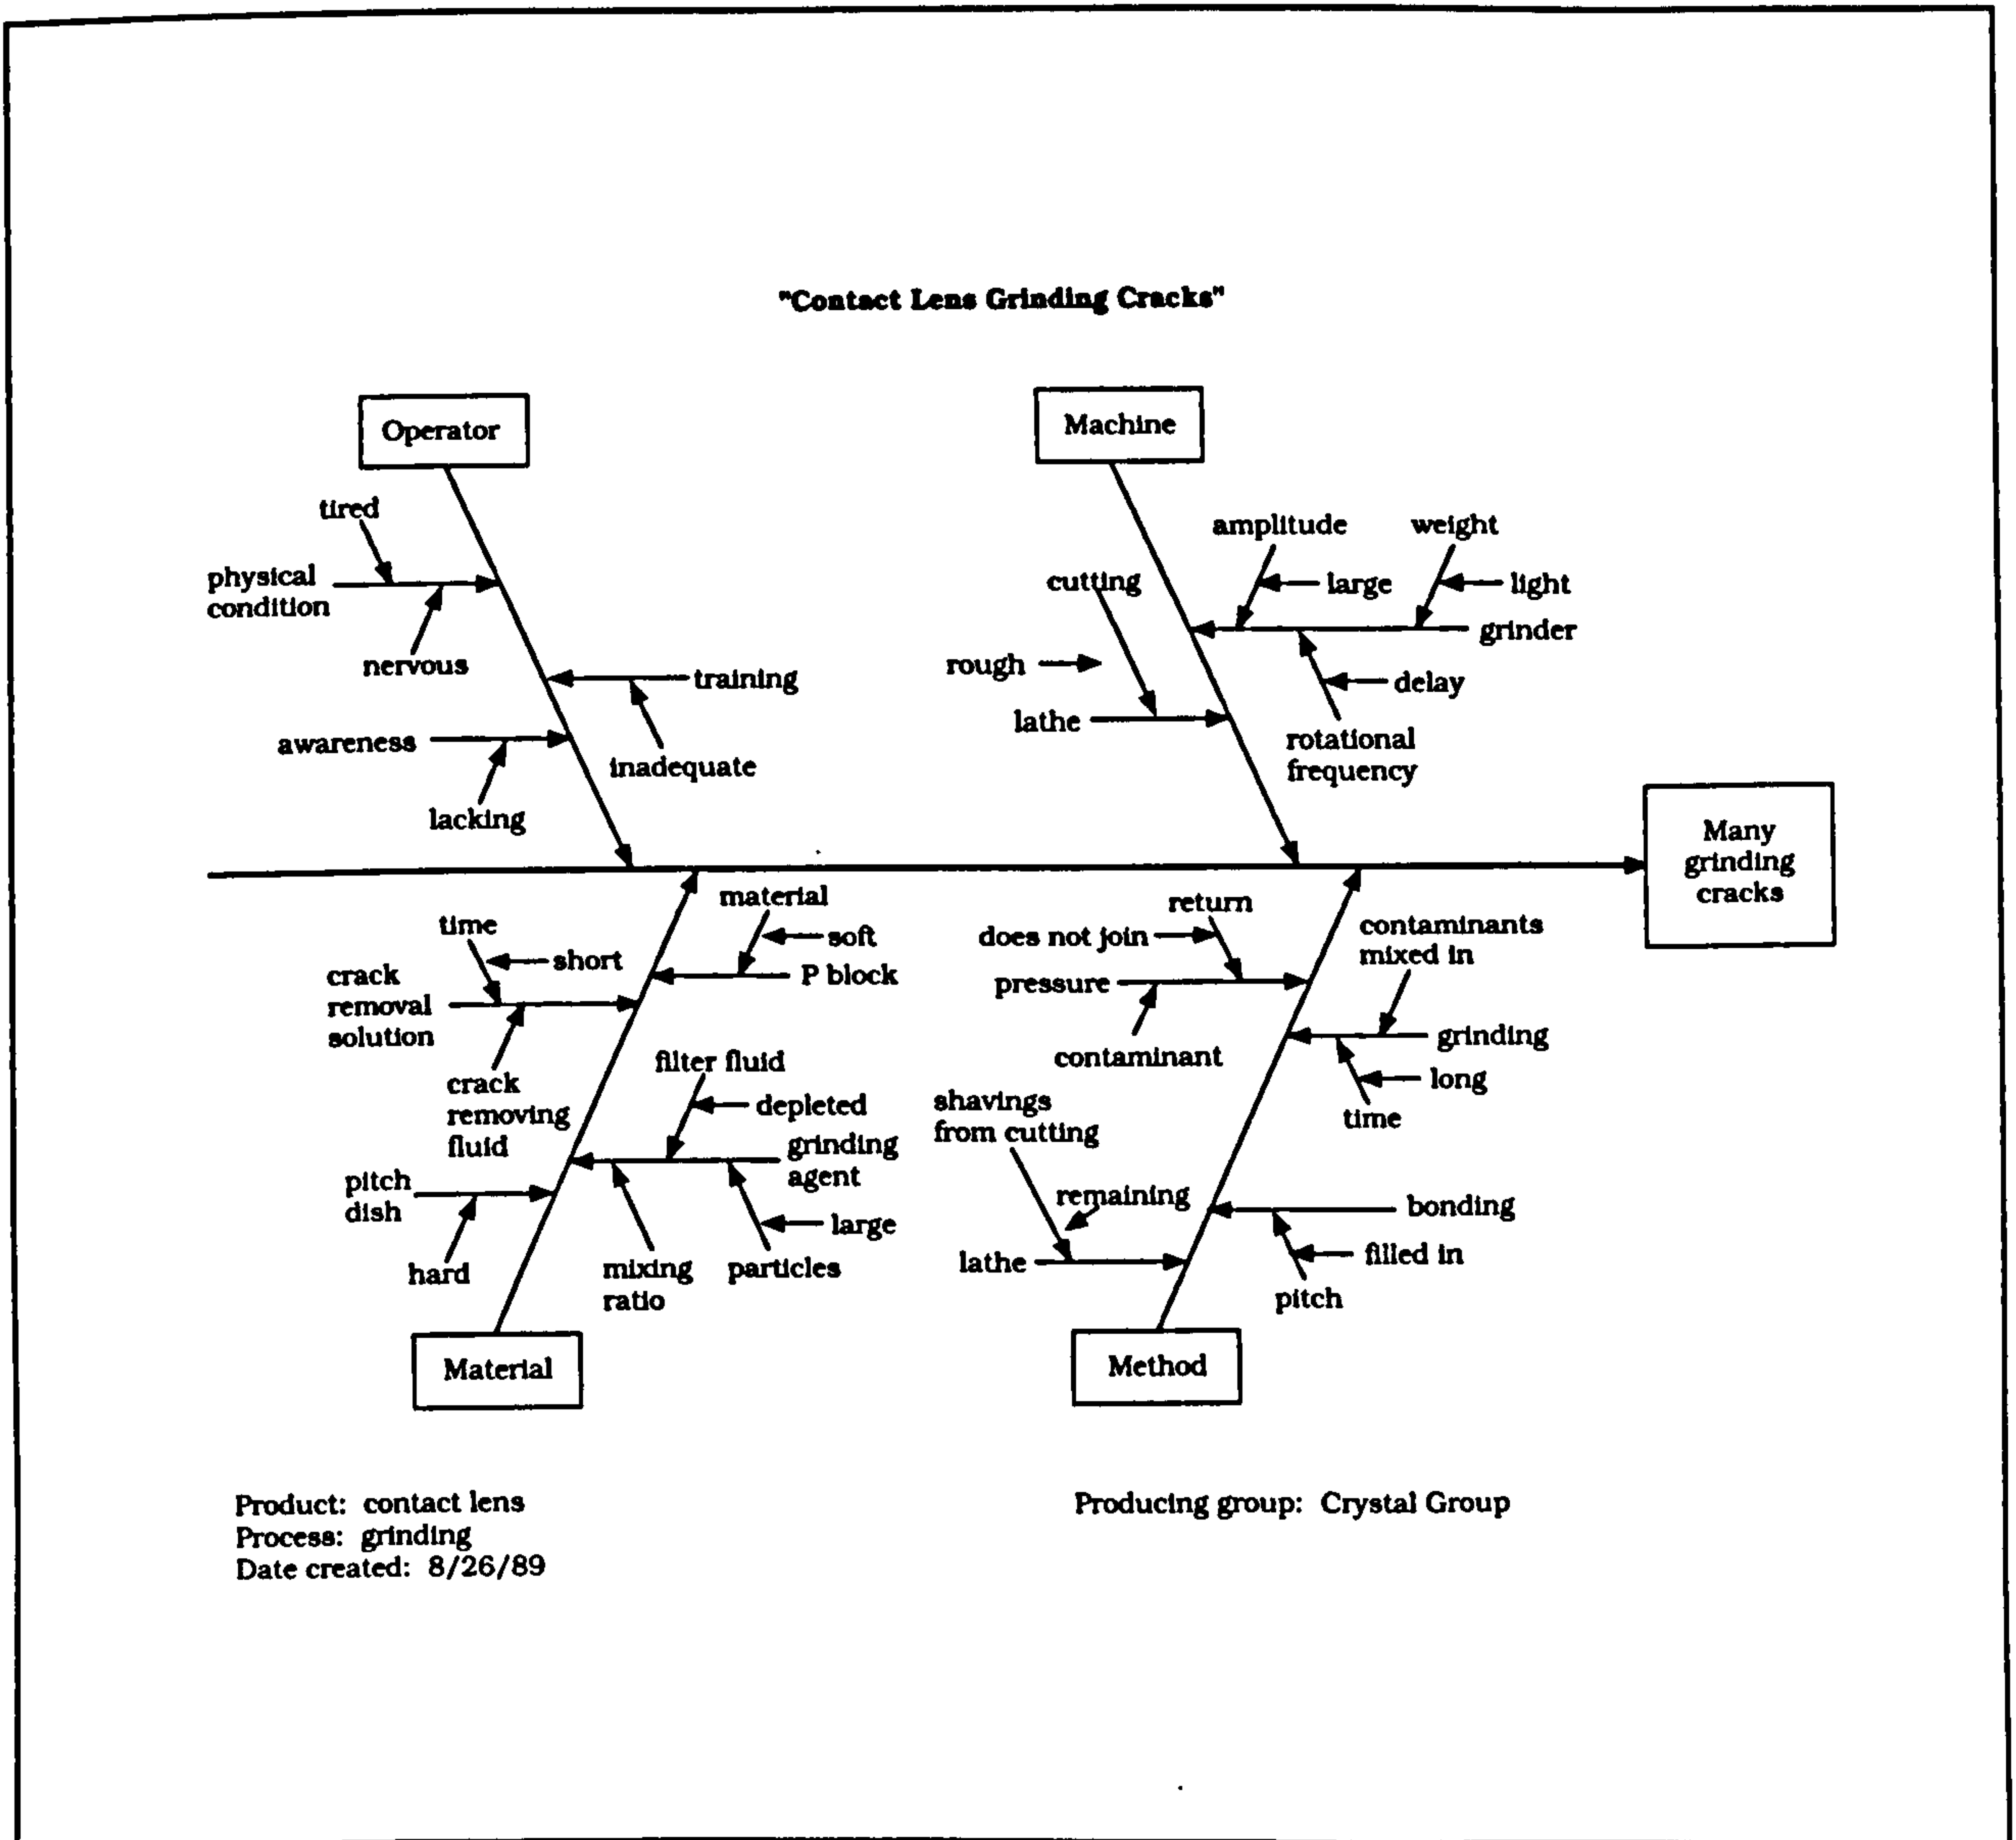 "Contact Lens Grinding Cracks"
Operator
Machine
tired
amplitude
weight
physical
condition
cutting
large
light
grinder
nervous
rough
training
delay
lathe
awareness
rotational
frequency
inadequate
lacking
Many
grinding
cracks
material
return
time
contaminants
mixed in
soft
does not join
short
crack
removal
solution
P block
pressure
filter fluid
contaminant
grinding
crack
removing
fluid
long
depleted
shavings
from cutting
time
grinding
agent
pitch
dish
remaining
bonding
large
hard
mixing
ratio
particles
lathe
filled in
pitch
Material
Method
Product: contact lens
Producing group: Crystal Group
Process: grinding
Date created: 8/26/89